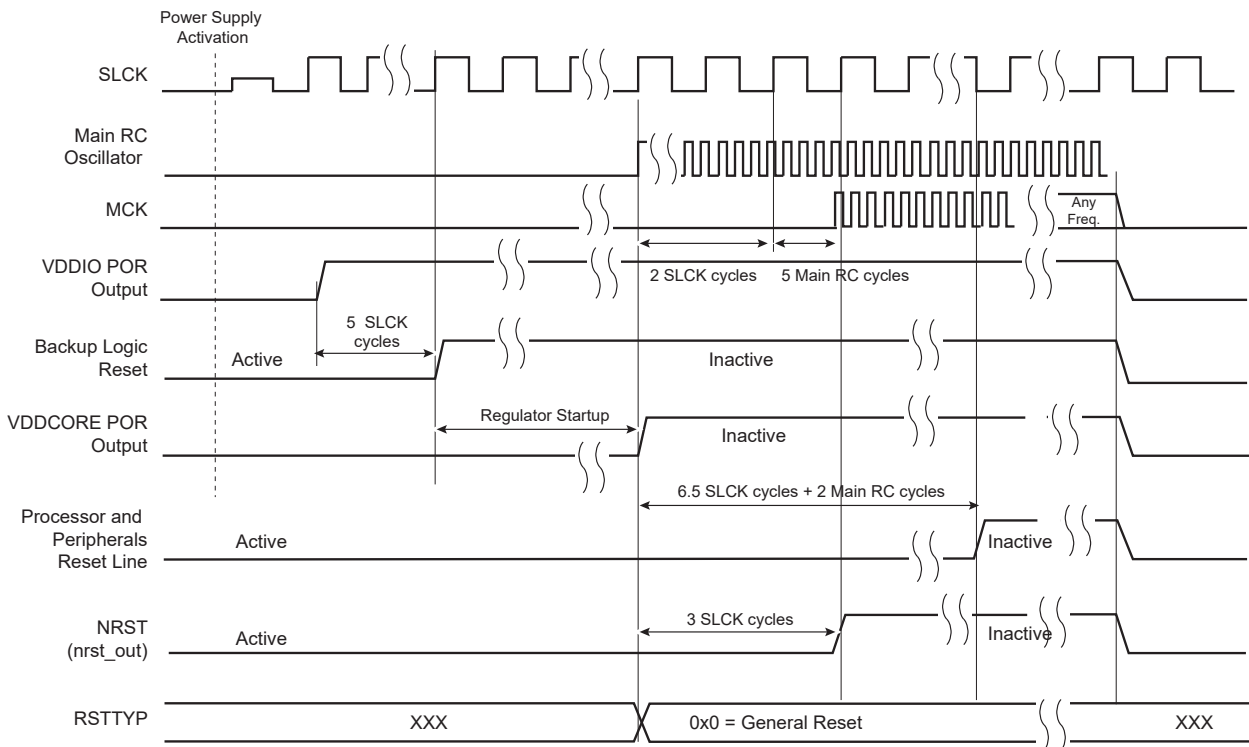 Power Supply
Activation
SLCK
Main RC
Oscillator
MCK
Any
Freq.
2 SLCK cycles
5 Main RC cycles
VDDIO POR
Output
5 SLCK
cycles
Backup Logic
Reset
Active
Inactive
Regulator Startup
VDDCORE POR
Output
Inactive
6.5 SLCK cycles + 2 Main RC cycles
Processor and
Peripherals
Reset Line
Active
Inactive
3 SLCK cycles
NRST
(nrst_out)
Active
Inactive
RSTTYP
XXX
0x0 = General Reset
XXX